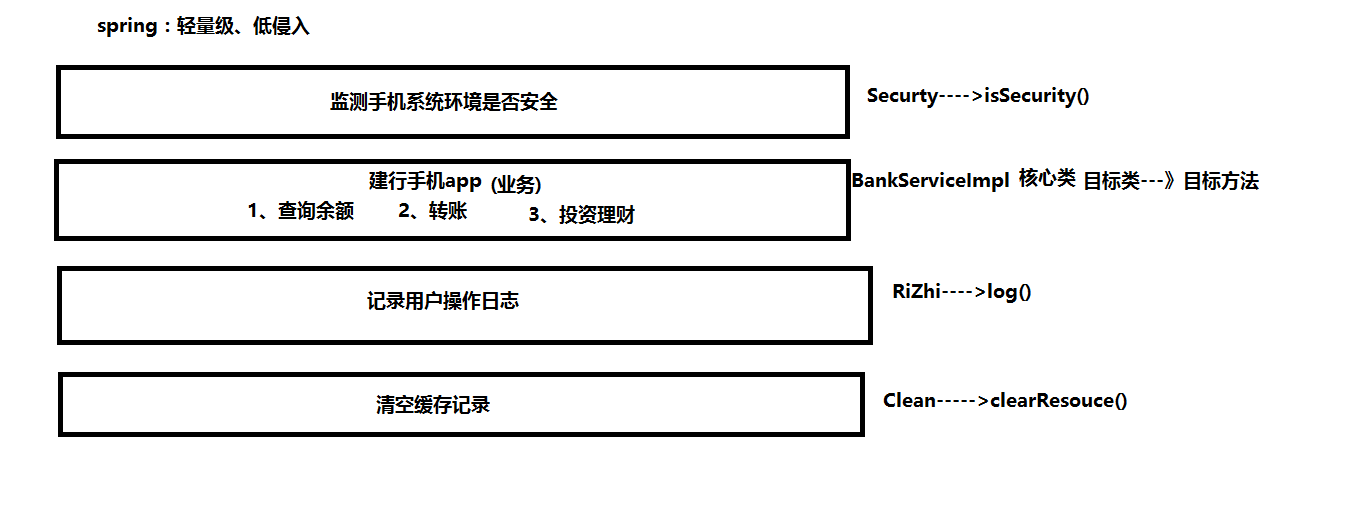 spring：轻量级、低侵入
监测手机系统环境是否安全 Securty---->isSecurity()
建行手机app (业务) BankServiceImpl 核心类 目标类---》目标方法
1、查询余额 2、转账 3、投资理财
记录用户操作日志 RiZhi---->log()
清空缓存记录 Clean----->clearResouce()